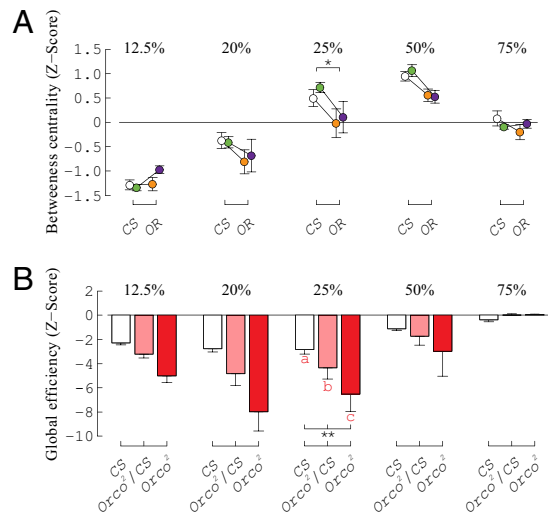 A
Betweeness centrality (Z-Score)
12.5% 20% 25% 50% 75%
1.5
1.0
0.5
0
-0.5
-1.0
-1.5
*
CS OR CS OR CS OR CS OR CS OR
B
Global efficiency (Z-Score)
12.5% 20% 25% 50% 75%
2
0
-2
-4
-6
-8
-10
a
b
c
**
CS Orco²/CS Orco² CS Orco²/CS Orco² CS Orco²/CS Orco² CS Orco²/CS Orco² CS Orco²/CS Orco²